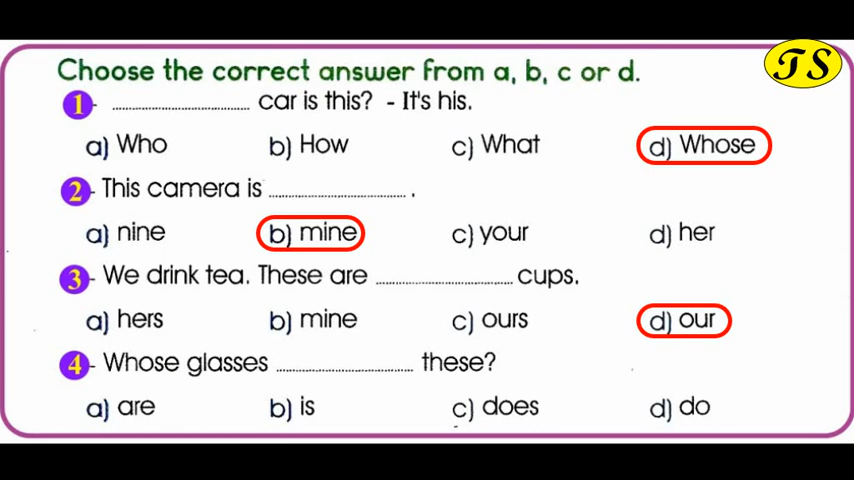 TS
Choose the correct answer from a, b, c or d.
1- .............................. car is this? - It's his.
a) Who b) How c) What d) Whose
2- This camera is .............................. .
a) nine b) mine c) your d) her
3- We drink tea. These are .............................. cups.
a) hers b) mine c) ours d) our
4- Whose glasses .............................. these?
a) are b) is c) does d) do